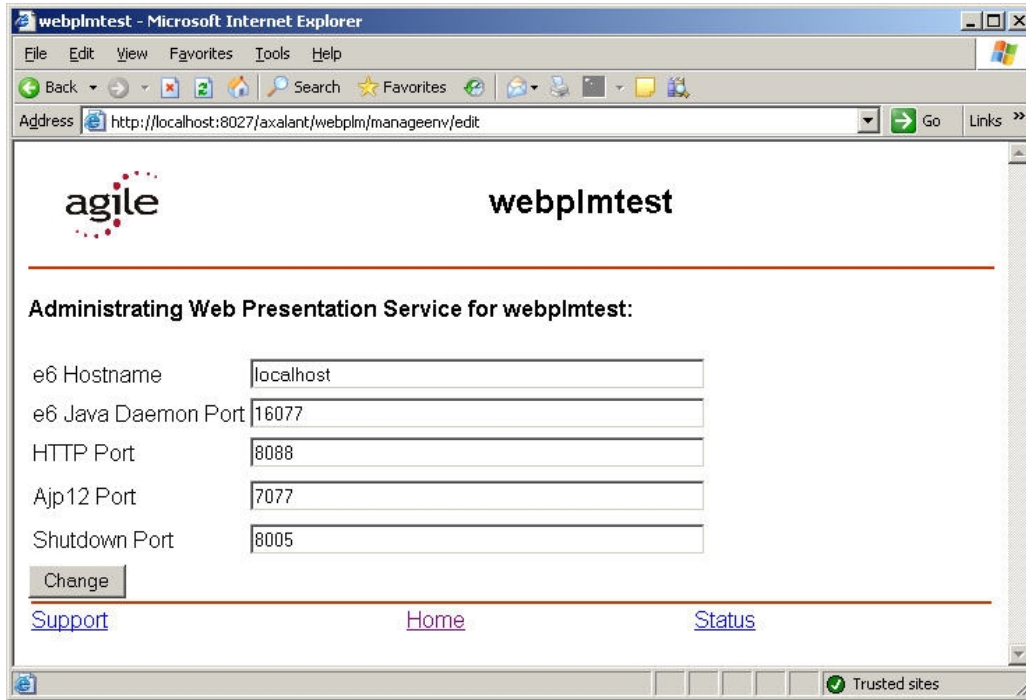 webplmtest - Microsoft Internet Explorer
File Edit View Favorites Tools Help
Back Search Favorites
Address http://localhost:8027/axalant/webplm/manageenv/edit Go Links »
agile
webplmtest
Administrating Web Presentation Service for webplmtest:
e6 Hostname localhost
e6 Java Daemon Port 16077
HTTP Port 8088
Ajp12 Port 7077
Shutdown Port 8005
Change
Support Home Status
Trusted sites